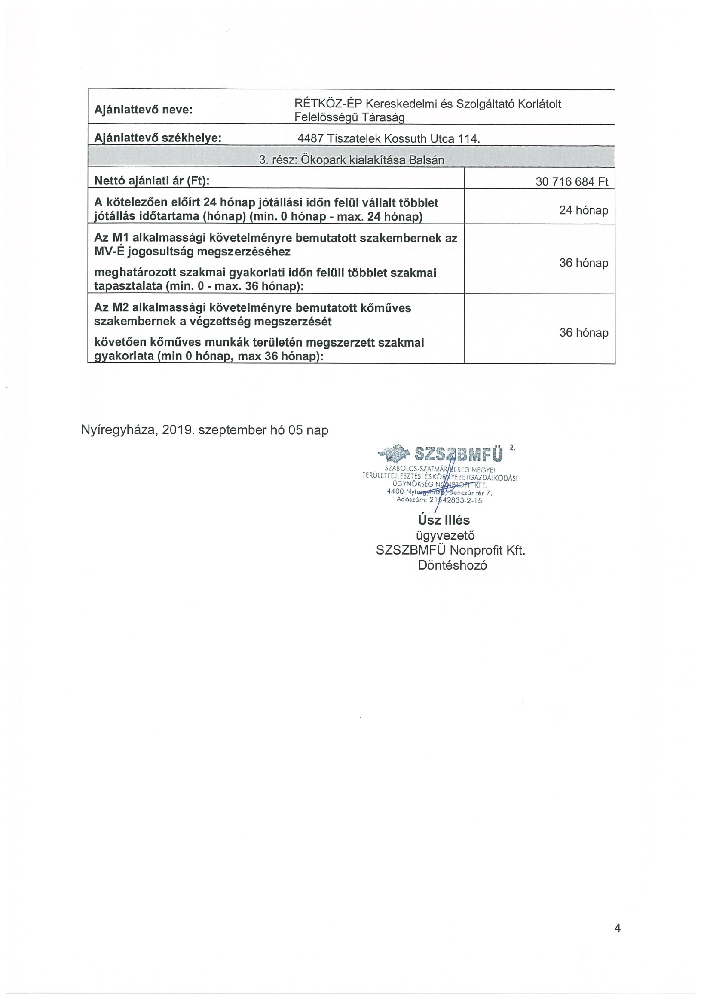 Ajánlattevő neve:
RÉTKÖZ-ÉP Kereskedelmi és Szolgáltató Korlátolt
Felelősségű Táraság
Ajánlattevő székhelye:
4487 Tiszatelek Kossuth Utca 114.
3. rész: Ökopark kialakítása Balsán
Nettó ajánlati ár (Ft):
30 716 684 Ft
A kötelezően előírt 24 hónap jótállási időn felül vállalt többlet
jótállás időtartama (hónap) (min. 0 hónap - max. 24 hónap)
24 hónap
Az M1 alkalmassági követelményre bemutatott szakembernek az
MV-É jogosultság megszerzéséhez
meghatározott szakmai gyakorlati időn felüli többlet szakmai
tapasztalata (min. 0 - max. 36 hónap):
36 hónap
Az M2 alkalmassági követelményre bemutatott kőműves
szakembernek a végzettség megszerzését
követően kőműves munkák területén megszerzett szakmai
gyakorlata (min 0 hónap, max 36 hónap):
36 hónap
Nyíregyháza, 2019. szeptember hó 05 nap
SZSZBMFÜ 2.
SZABOLCS-SZATMÁR-BEREG MEGYEI
TERÜLETFEJLESZTÉSI ÉS KÖRNYEZETGAZDÁLKODÁSI
ÜGYNÖKSÉG NONPROFIT KFT.
4400 Nyíregyháza, Benczúr tér 7.
Adószám: 21542833-2-15
Úsz Illés
ügyvezető
SZSZBMFÜ Nonprofit Kft.
Döntéshozó
4